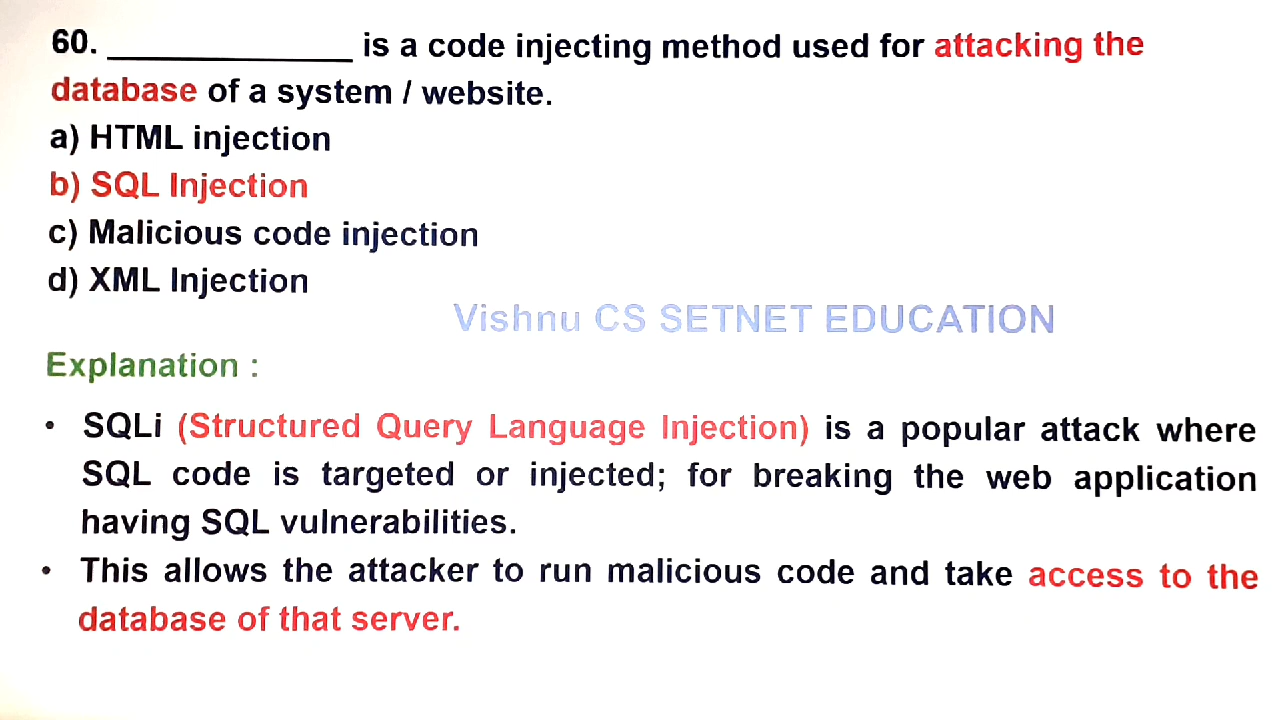 60. ______________ is a code injecting method used for attacking the
database of a system / website.
a) HTML injection
b) SQL Injection
c) Malicious code injection
d) XML Injection
Vishnu CS SETNET EDUCATION
Explanation :
• SQLi (Structured Query Language Injection) is a popular attack where
SQL code is targeted or injected; for breaking the web application
having SQL vulnerabilities.
• This allows the attacker to run malicious code and take access to the
database of that server.